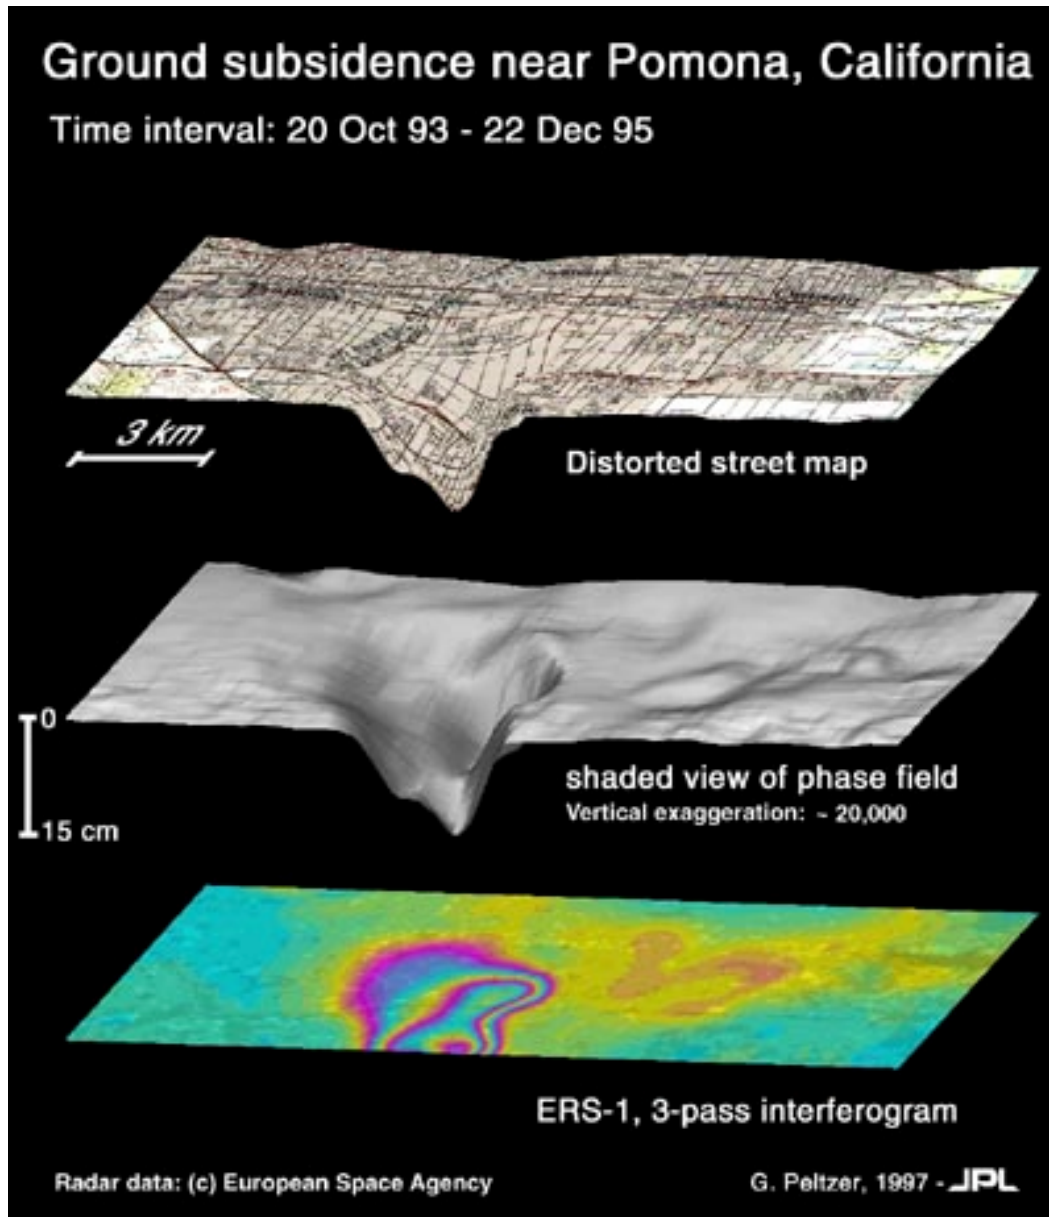 Ground subsidence near Pomona, California
Time interval: 20 Oct 93 - 22 Dec 95
3 km
Distorted street map
0
15 cm
shaded view of phase field
Vertical exaggeration: ~ 20,000
ERS-1, 3-pass interferogram
Radar data: (c) European Space Agency
G. Peltzer, 1997 - JPL